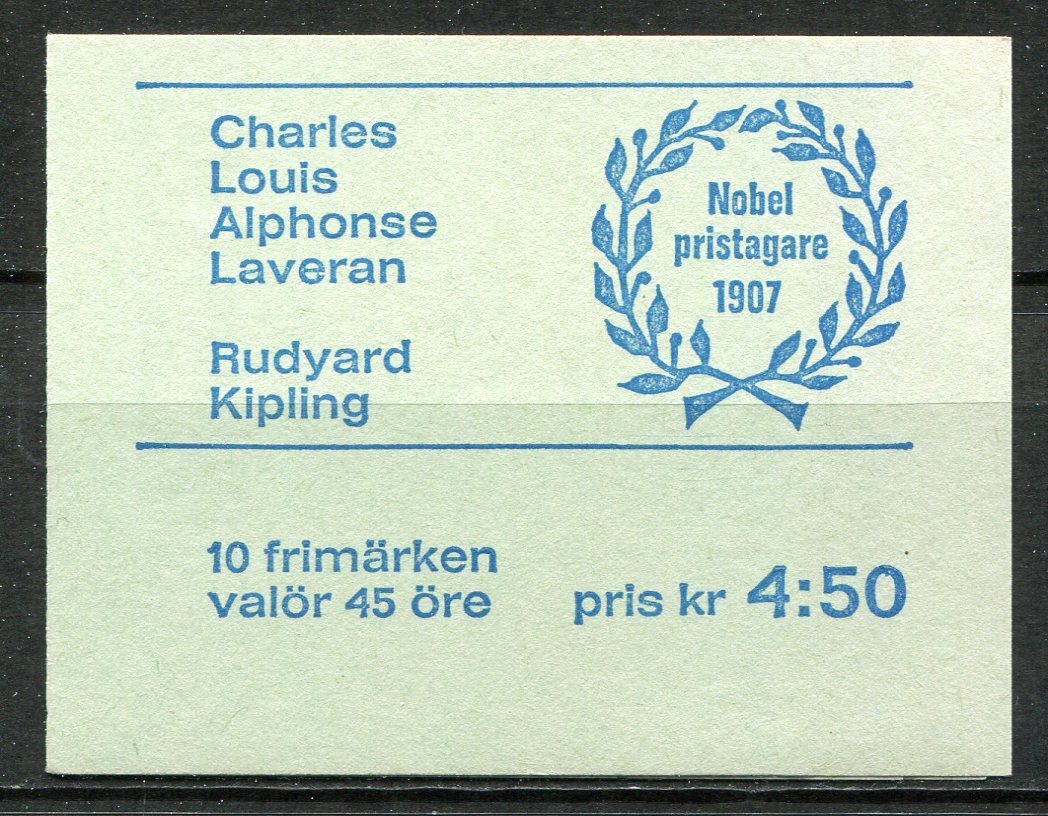 Charles
Louis
Alphonse
Laveran
Rudyard
Kipling
Nobel
pristagare
1907
10 frimärken
valör 45 öre
pris kr 4:50